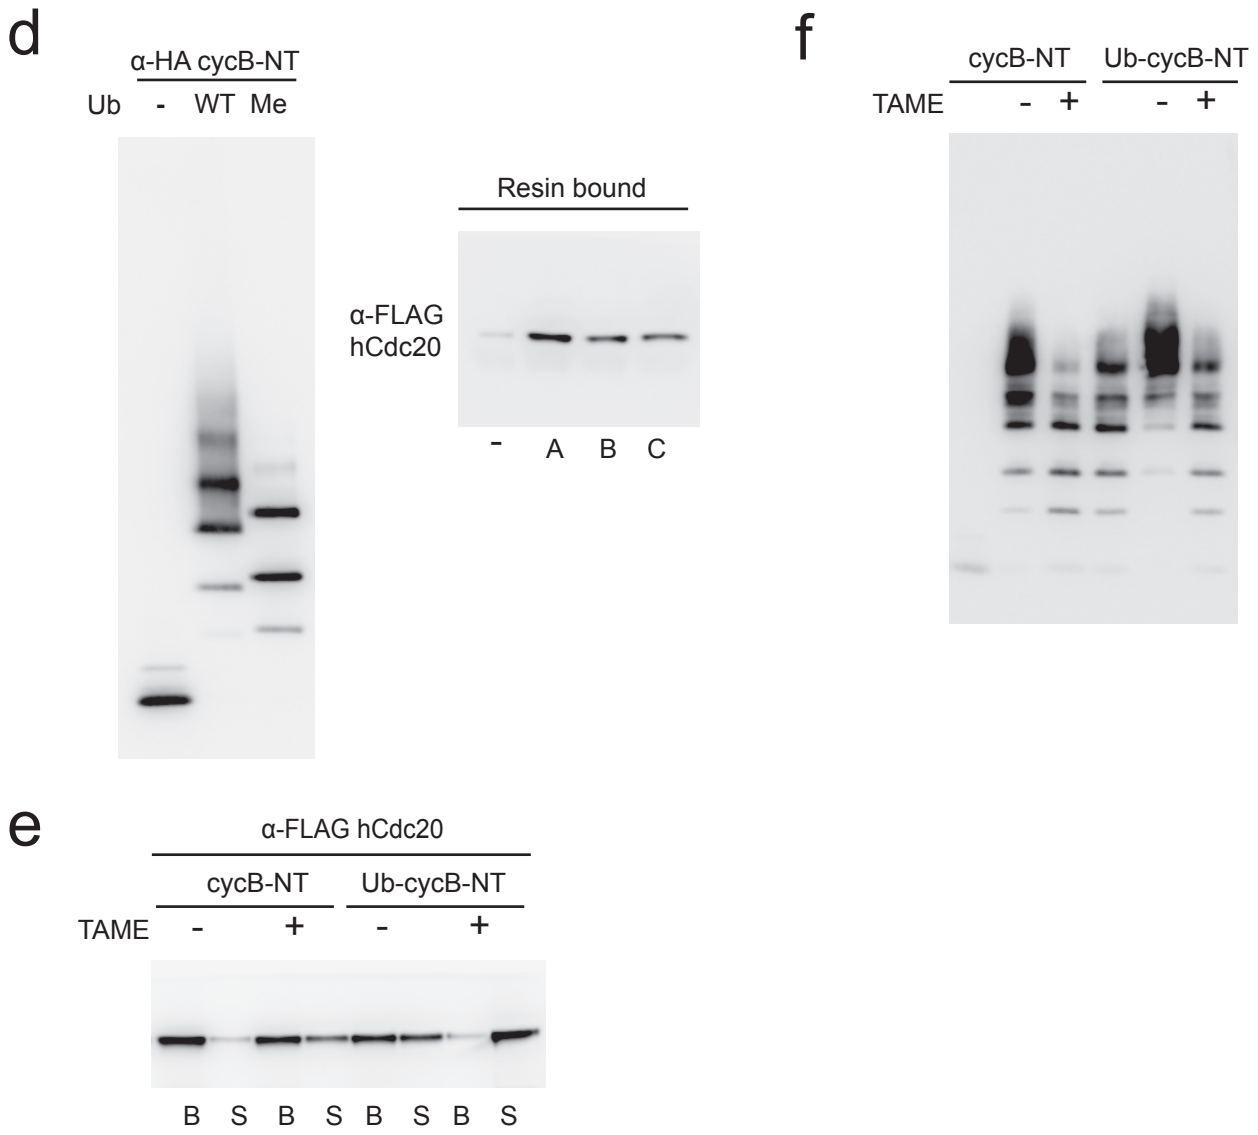 d
α-HA cycB-NT
Ub - WT Me
Resin bound
α-FLAG
hCdc20
- A B C
f
cycB-NT Ub-cycB-NT
TAME - + - +
e
α-FLAG hCdc20
cycB-NT Ub-cycB-NT
TAME - + - +
B S B S B S B S